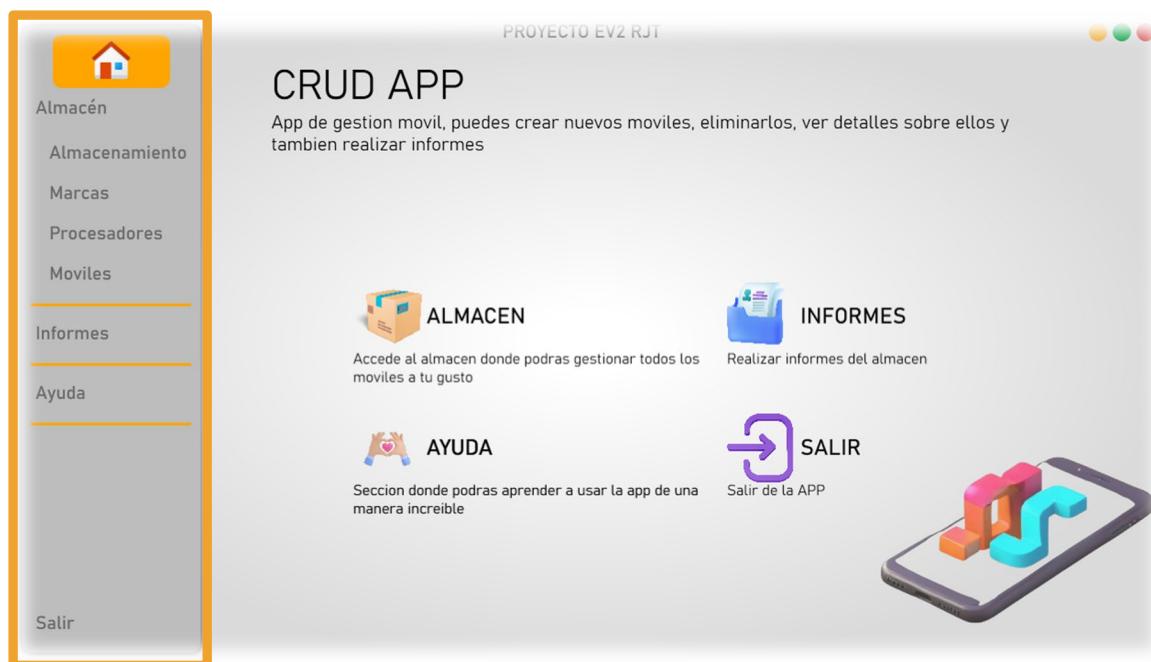 PROYECTO EV2 RJT
Almacén
Almacenamiento
Marcas
Procesadores
Moviles
Informes
Ayuda
Salir
CRUD APP
App de gestion movil, puedes crear nuevos moviles, eliminarlos, ver detalles sobre ellos y
tambien realizar informes
ALMACEN
Accede al almacen donde podras gestionar todos los
moviles a tu gusto
INFORMES
Realizar informes del almacen
AYUDA
Seccion donde podras aprender a usar la app de una
manera increible
SALIR
Salir de la APP